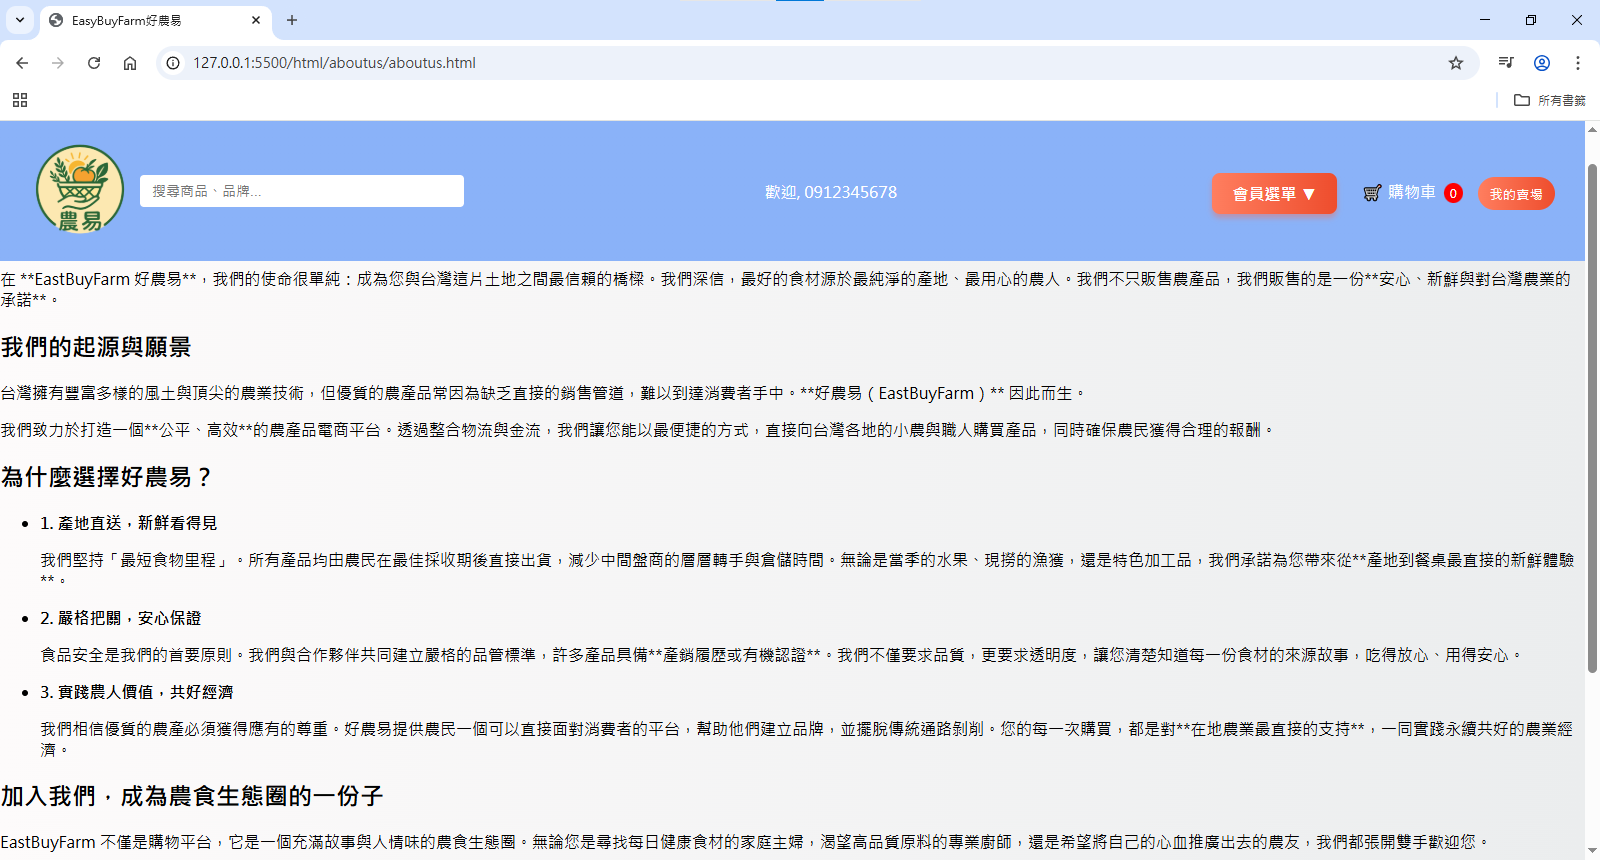 EasyBuyFarm好農易
127.0.0.1:5500/html/aboutus/aboutus.html
所有書籤
農易
搜尋商品、品牌...
歡迎, 0912345678
會員選單 ▼
購物車 0
我的賣場
在 **EastBuyFarm 好農易**，我們的使命很單純：成為您與台灣這片土地之間最信賴的橋樑。我們深信，最好的食材源於最純淨的產地、最用心的農人。我們不只販售農產品，我們販售的是一份**安心、新鮮與對台灣農業的
承諾**。
我們的起源與願景
台灣擁有豐富多樣的風土與頂尖的農業技術，但優質的農產品常因為缺乏直接的銷售管道，難以到達消費者手中。**好農易（EastBuyFarm）** 因此而生。
我們致力於打造一個**公平、高效**的農產品電商平台。透過整合物流與金流，我們讓您能以最便捷的方式，直接向台灣各地的小農與職人購買產品，同時確保農民獲得合理的報酬。
為什麼選擇好農易？
1. 產地直送，新鮮看得見
我們堅持「最短食物里程」。所有產品均由農民在最佳採收期後直接出貨，減少中間盤商的層層轉手與倉儲時間。無論是當季的水果、現撈的漁獲，還是特色加工品，我們承諾為您帶來從**產地到餐桌最直接的新鮮體驗
**。
2. 嚴格把關，安心保證
食品安全是我們的首要原則。我們與合作夥伴共同建立嚴格的品管標準，許多產品具備**產銷履歷或有機認證**。我們不僅要求品質，更要求透明度，讓您清楚知道每一份食材的來源故事，吃得放心、用得安心。
3. 實踐農人價值，共好經濟
我們相信優質的農產必須獲得應有的尊重。好農易提供農民一個可以直接面對消費者的平台，幫助他們建立品牌，並擺脫傳統通路剝削。您的每一次購買，都是對**在地農業最直接的支持**，一同實踐永續共好的農業經
濟。
加入我們，成為農食生態圈的一份子
EastBuyFarm 不僅是購物平台，它是一個充滿故事與人情味的農食生態圈。無論您是尋找每日健康食材的家庭主婦，渴望高品質原料的專業廚師，還是希望將自己的心血推廣出去的農友，我們都張開雙手歡迎您。